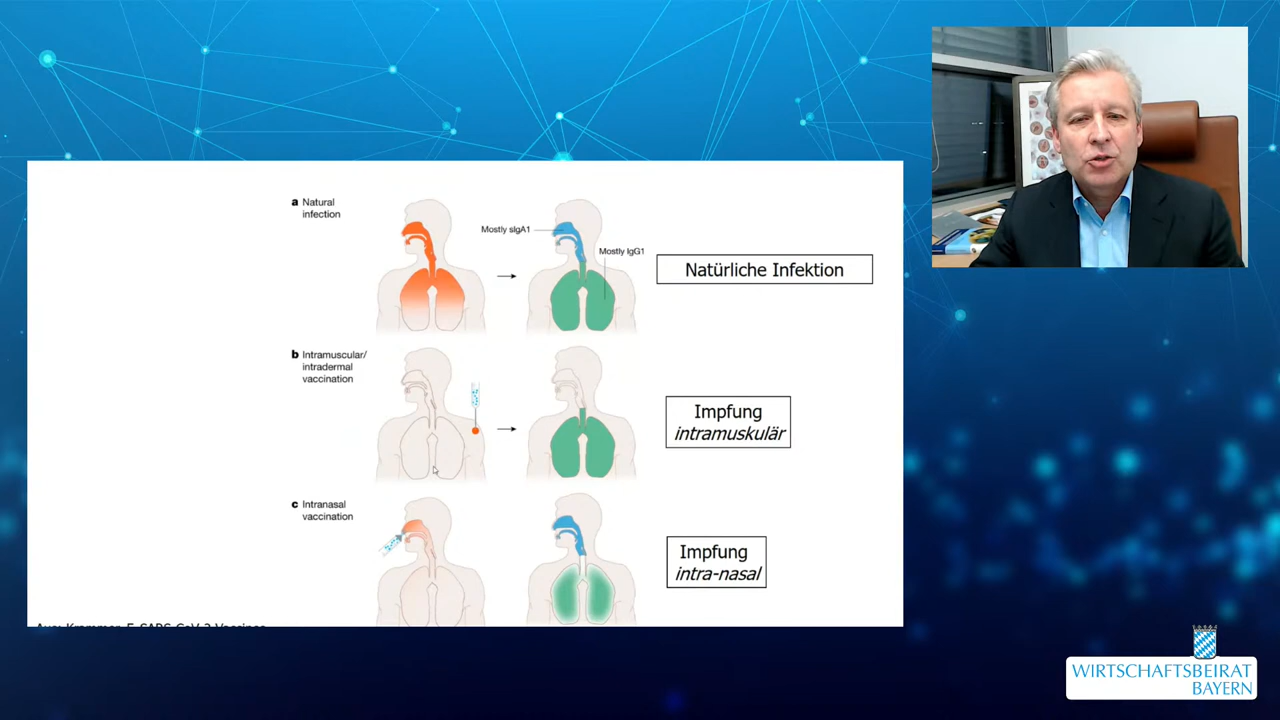 a Natural
infection
Mostly sIgA1
Mostly IgG1
Natürliche Infektion
b Intramuscular/
intradermal
vaccination
Impfung
intramuskulär
c Intranasal
vaccination
Impfung
intra-nasal
WIRTSCHAFTSBEIRAT
BAYERN